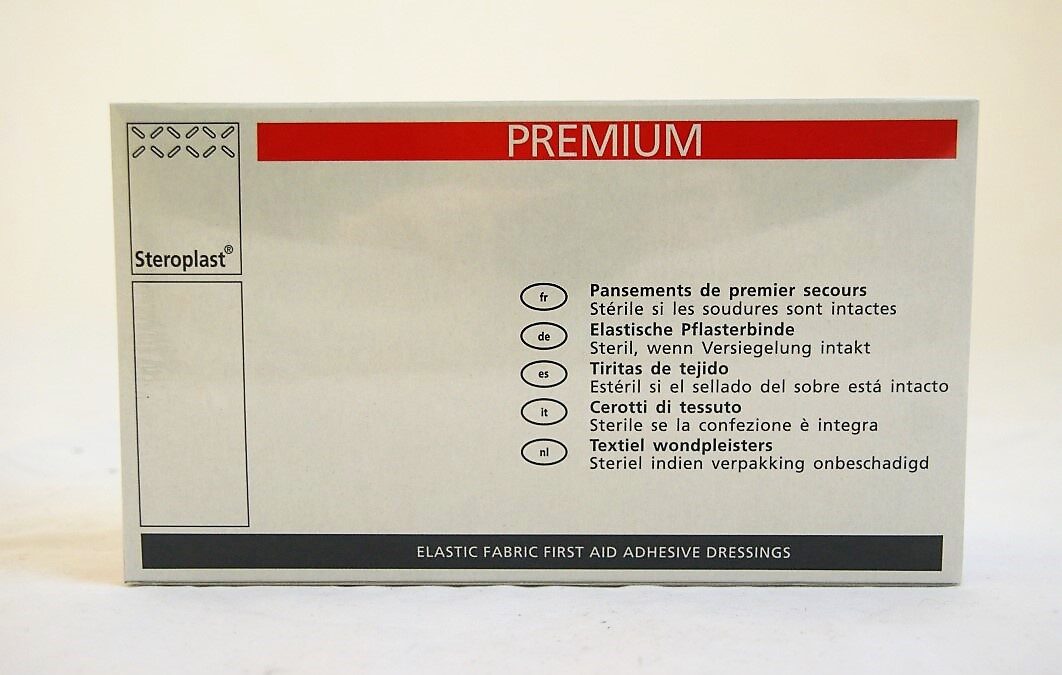 PREMIUM
Steroplast®
fr
Pansements de premier secours
Stérile si les soudures sont intactes
de
Elastische Pflasterbinde
Steril, wenn Versiegelung intakt
es
Tiritas de tejido
Estéril si el sellado del sobre está intacto
it
Cerotti di tessuto
Sterile se la confezione è integra
nl
Textiel wondpleisters
Steriel indien verpakking onbeschadigd
ELASTIC FABRIC FIRST AID ADHESIVE DRESSINGS